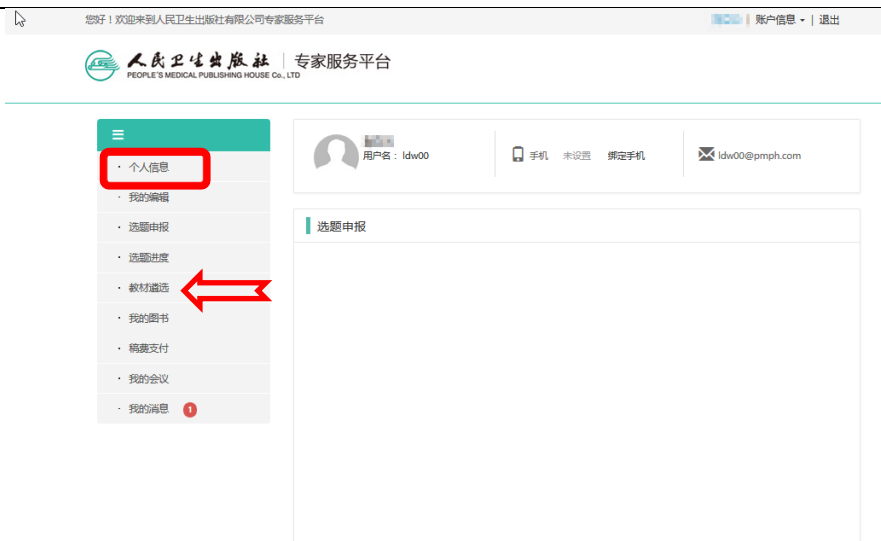 您好！欢迎来到人民卫生出版社有限公司专家服务平台
账户信息 | 退出
人民卫生出版社 专家服务平台
PEOPLE'S MEDICAL PUBLISHING HOUSE Co., LTD
用户名： ldw00
手机 未设置 绑定手机
ldw00@pmph.com
· 个人信息
· 我的编辑
· 选题申报
· 选题进度
· 教材遴选
· 我的图书
· 稿费支付
· 我的会议
· 我的消息 1
选题申报